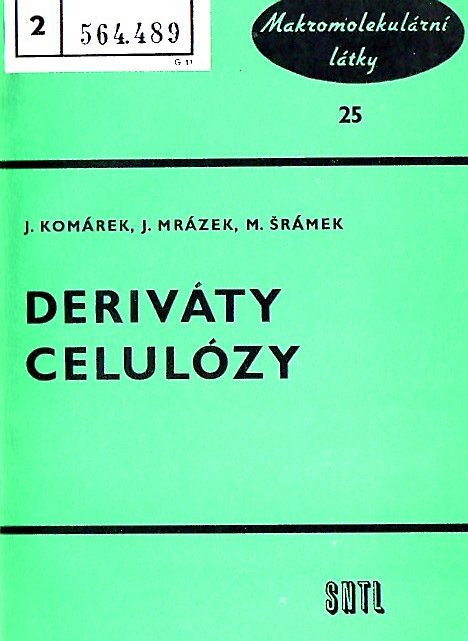 2
564.489
G 11
Makromolekulární
látky
25
J. KOMÁREK, J. MRÁZEK, M. ŠRÁMEK
DERIVÁTY
CELULÓZY
SNTL